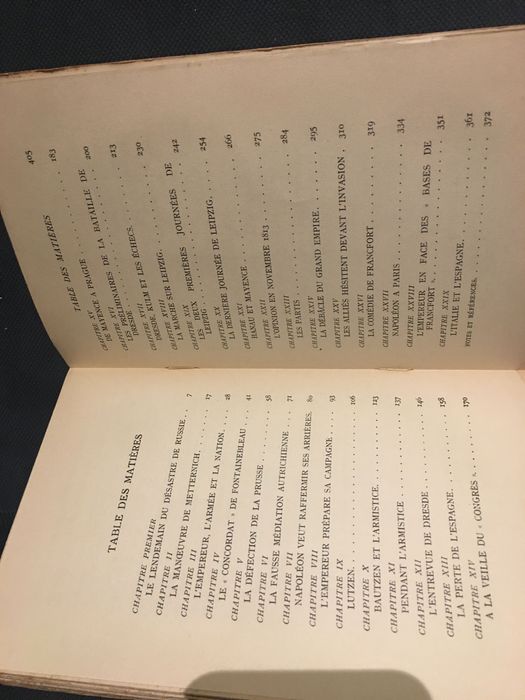 TABLE DES MATIÈRES
CHAPITRE PREMIER
LE LENDEMAIN DU DÉSASTRE DE RUSSIE . . 7
CHAPITRE II
LA MANŒUVRE DE METTERNICH. . . . . . . . 17
CHAPITRE III
L'EMPEREUR, L'ARMÉE ET LA NATION. . . . 28
CHAPITRE IV
LE « CONCORDAT » DE FONTAINEBLEAU . . 41
CHAPITRE V
LA DÉFECTION DE LA PRUSSE . . . . . . . . 58
CHAPITRE VI
LA FAUSSE MÉDIATION AUTRICHIENNE . . . 71
CHAPITRE VII
NAPOLÉON VEUT RAFFERMIR SES ARRIÈRES. 80
CHAPITRE VIII
L'EMPEREUR PRÉPARE SA CAMPAGNE . . . . 93
CHAPITRE IX
LUTZEN. . . . . . . . . . . . . . . . 106
CHAPITRE X
BAUTZEN ET L'ARMISTICE. . . . . . . . . . 123
CHAPITRE XI
PENDANT L'ARMISTICE. . . . . . . . . . . 137
CHAPITRE XII
L'ENTREVUE DE DRESDE . . . . . . . . . . 146
CHAPITRE XIII
LA PERTE DE L'ESPAGNE. . . . . . . . . . 158
CHAPITRE XIV
A LA VEILLE DU « CONGRÈS » . . . . . . . . 170
TABLE DES MATIÈRES 405
CHAPITRE XV
DE MAYENCE A PRAGUE . . . . . . . . . . 183
CHAPITRE XVI
LES PRÉLIMINAIRES DE LA BATAILLE DE
DRESDE . . . . . . . . . . . . . . . 200
CHAPITRE XVII
DRESDE, KULM ET LES ÉCHECS. . . . . . . 213
CHAPITRE XVIII
LA MARCHE SUR LEIPZIG. . . . . . . . . . 230
CHAPITRE XIX
LES DEUX PREMIÈRES JOURNÉES DE
LEIPZIG . . . . . . . . . . . . . . . 242
CHAPITRE XX
LA DERNIÈRE JOURNÉE DE LEIPZIG. . . . . 254
CHAPITRE XXI
HANAU ET MAYENCE . . . . . . . . . . . 266
CHAPITRE XXII
L'OPINION EN NOVEMBRE 1813 . . . . . . . 275
CHAPITRE XXIII
LES PARTIS. . . . . . . . . . . . . . . 284
CHAPITRE XXIV
LA DÉBÂCLE DU GRAND EMPIRE. . . . . . . 295
CHAPITRE XXV
LES ALLIÉS HÉSITENT DEVANT L'INVASION . 310
CHAPITRE XXVI
LA COMÉDIE DE FRANCFORT . . . . . . . . 319
CHAPITRE XXVII
NAPOLÉON A PARIS . . . . . . . . . . . 334
CHAPITRE XXVIII
L'EMPEREUR EN FACE DES « BASES DE
FRANCFORT ». . . . . . . . . . . . . . 351
CHAPITRE XXIX
L'ITALIE ET L'ESPAGNE. . . . . . . . . . 361
NOTES ET RÉFÉRENCES. . . . . . . . . . . 372